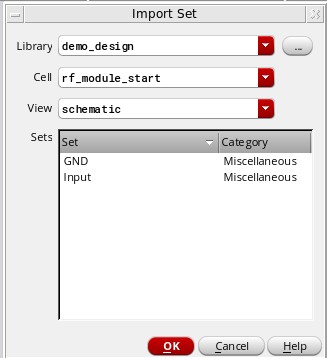 Import Set
Library demo_design ...
Cell rf_module_start
View schematic
Sets Set Category
GND Miscellaneous
Input Miscellaneous
OK Cancel Help